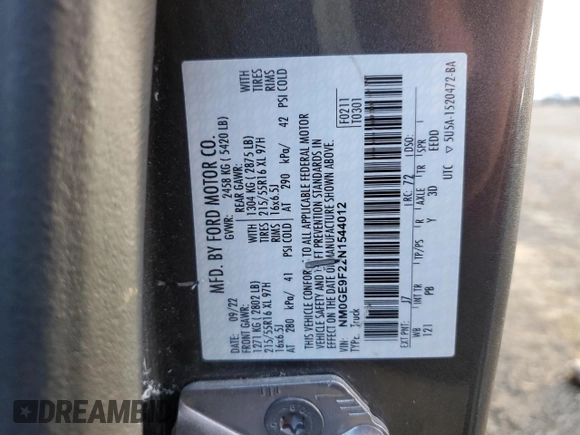 MFD. BY FORD MOTOR CO.
09/22 GVWR: 2458 KG ( 5420 LB)
FRONT GAWR: REAR GAWR: WITH
1271 KG ( 2802 LB) 1304 KG ( 2875 LB) TIRES
215/55R16 XL 97H 215/55R16 XL 97H RIMS
16x6.5J 16x6.5J
AT 280 kPa/ 41 PSI COLD AT 290 kPa/ 42 PSI COLD
WITH
TIRES
RIMS
THIS VEHICLE CONFORMS TO ALL APPLICABLE FEDERAL MOTOR
VEHICLE SAFETY AND THEFT PREVENTION STANDARDS IN
EFFECT ON THE DATE OF MANUFACTURE SHOWN ABOVE.
VIN: NM0GE9F22N1544012
TYPE: Truck
F0211
T0301
EXT PNT: J7 RC: 72 DSO:
WB INT TR TP/PS R AXLE TR SPR
121 PB Y 3D EEDD
UTC ▽ 5U5A-1520472-BA
DREAMBID